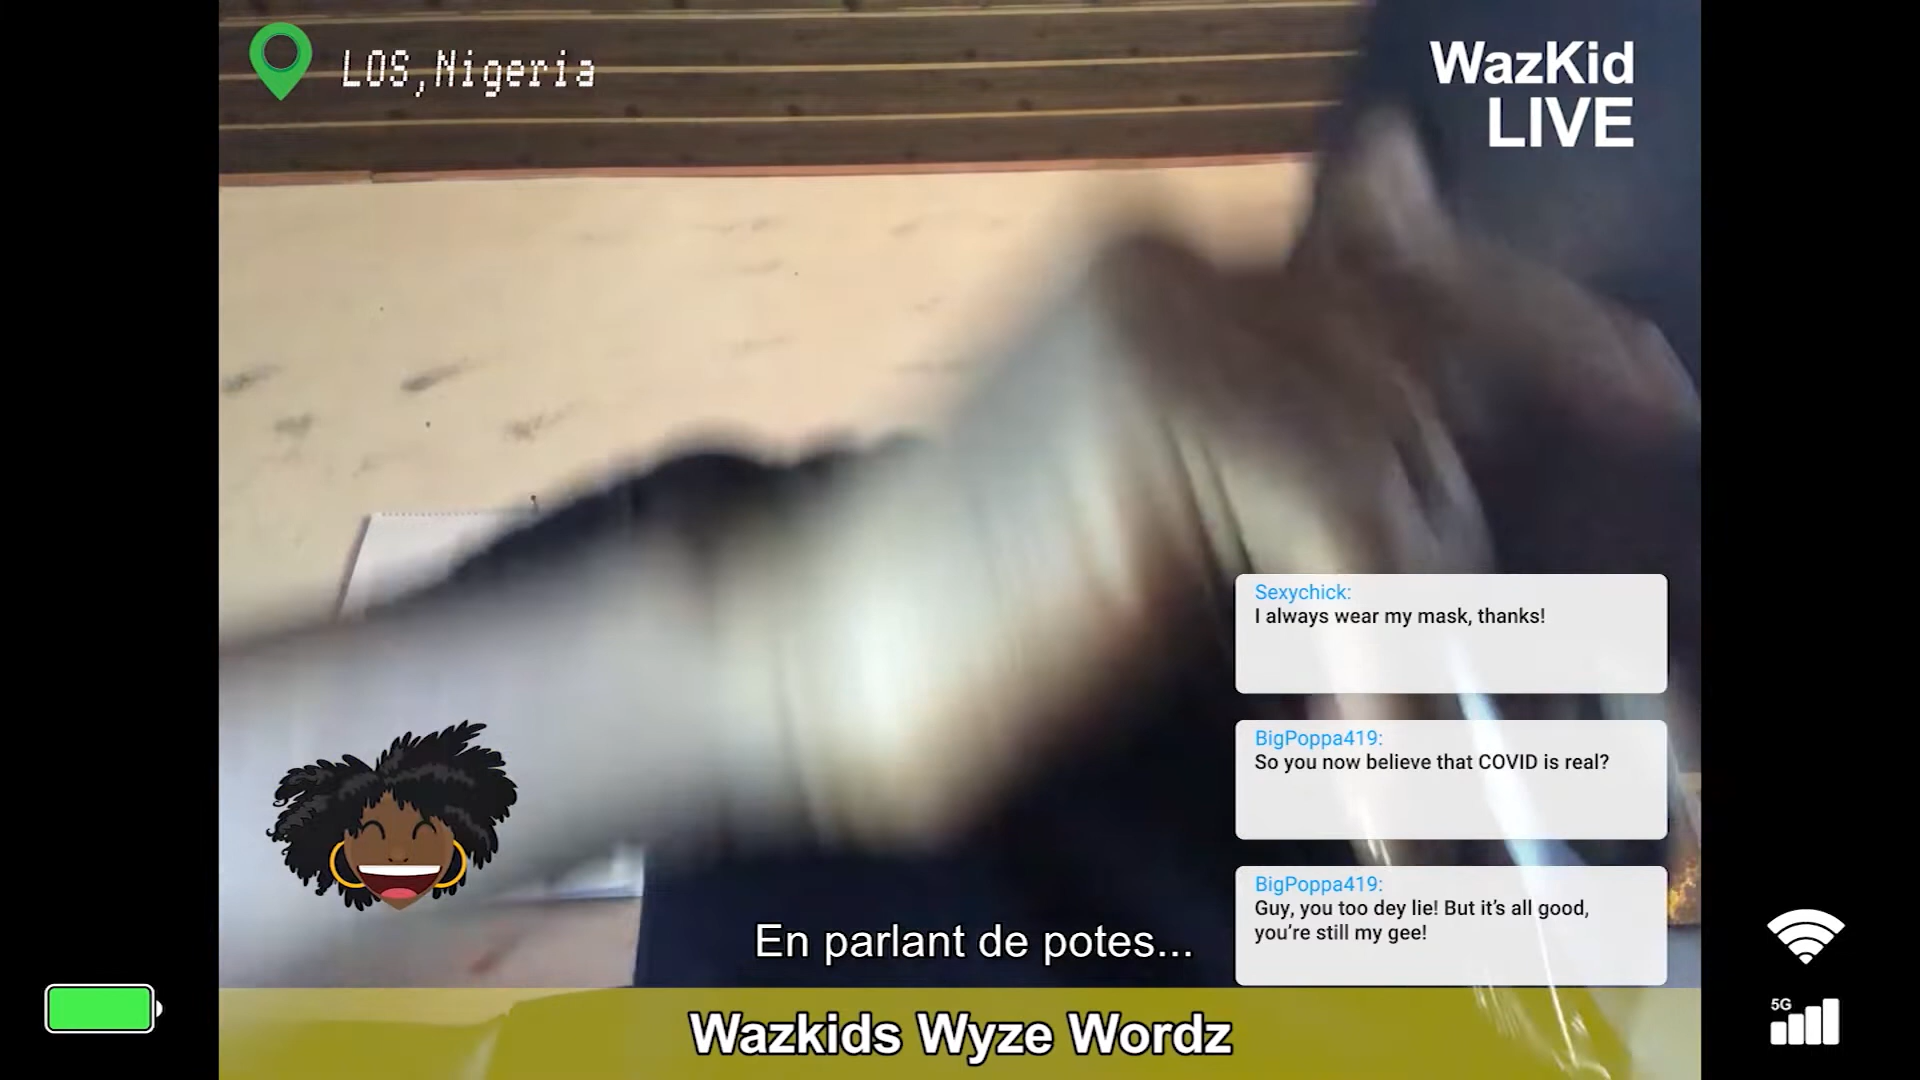 LOS,Nigeria
WazKid
LIVE
Sexychick:
I always wear my mask, thanks!
BigPoppa419:
So you now believe that COVID is real?
BigPoppa419:
Guy, you too dey lie! But it’s all good,
you’re still my gee!
En parlant de potes...
Wazkids Wyze Wordz
5G